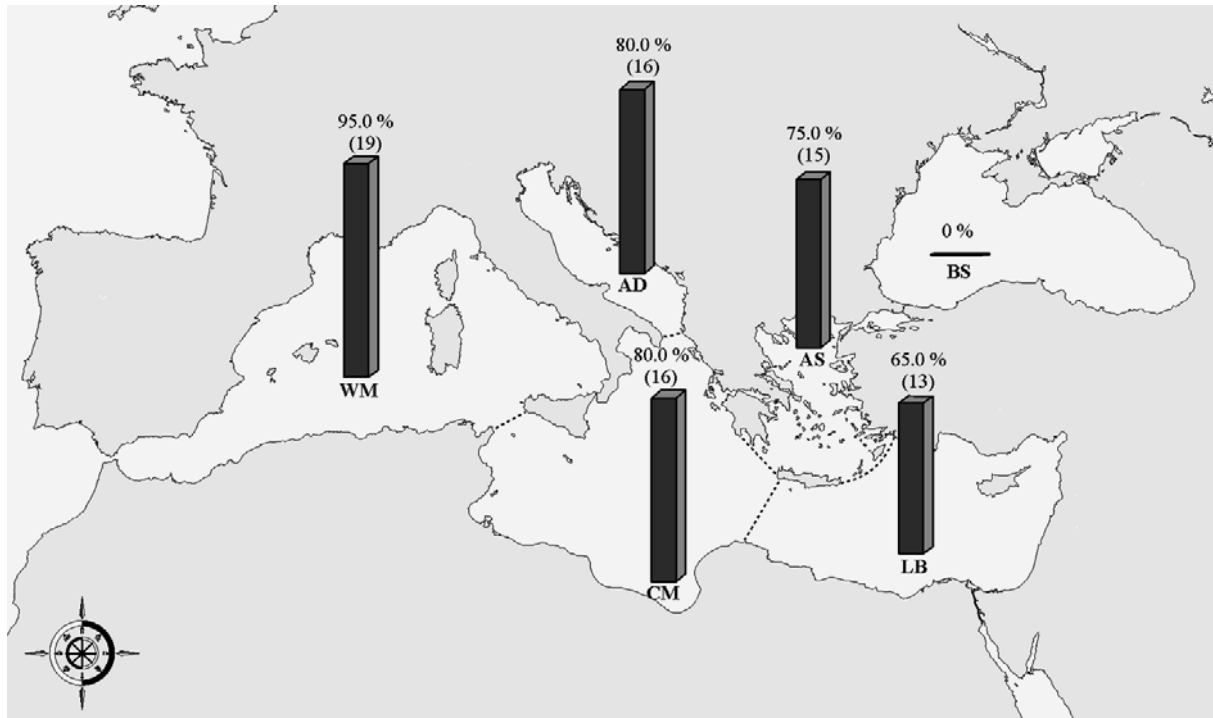 80.0 %
(16)
95.0 %
(19)
75.0 %
(15)
0 %
BS
AD
AS
80.0 %
(16)
65.0 %
(13)
WM
LB
CM